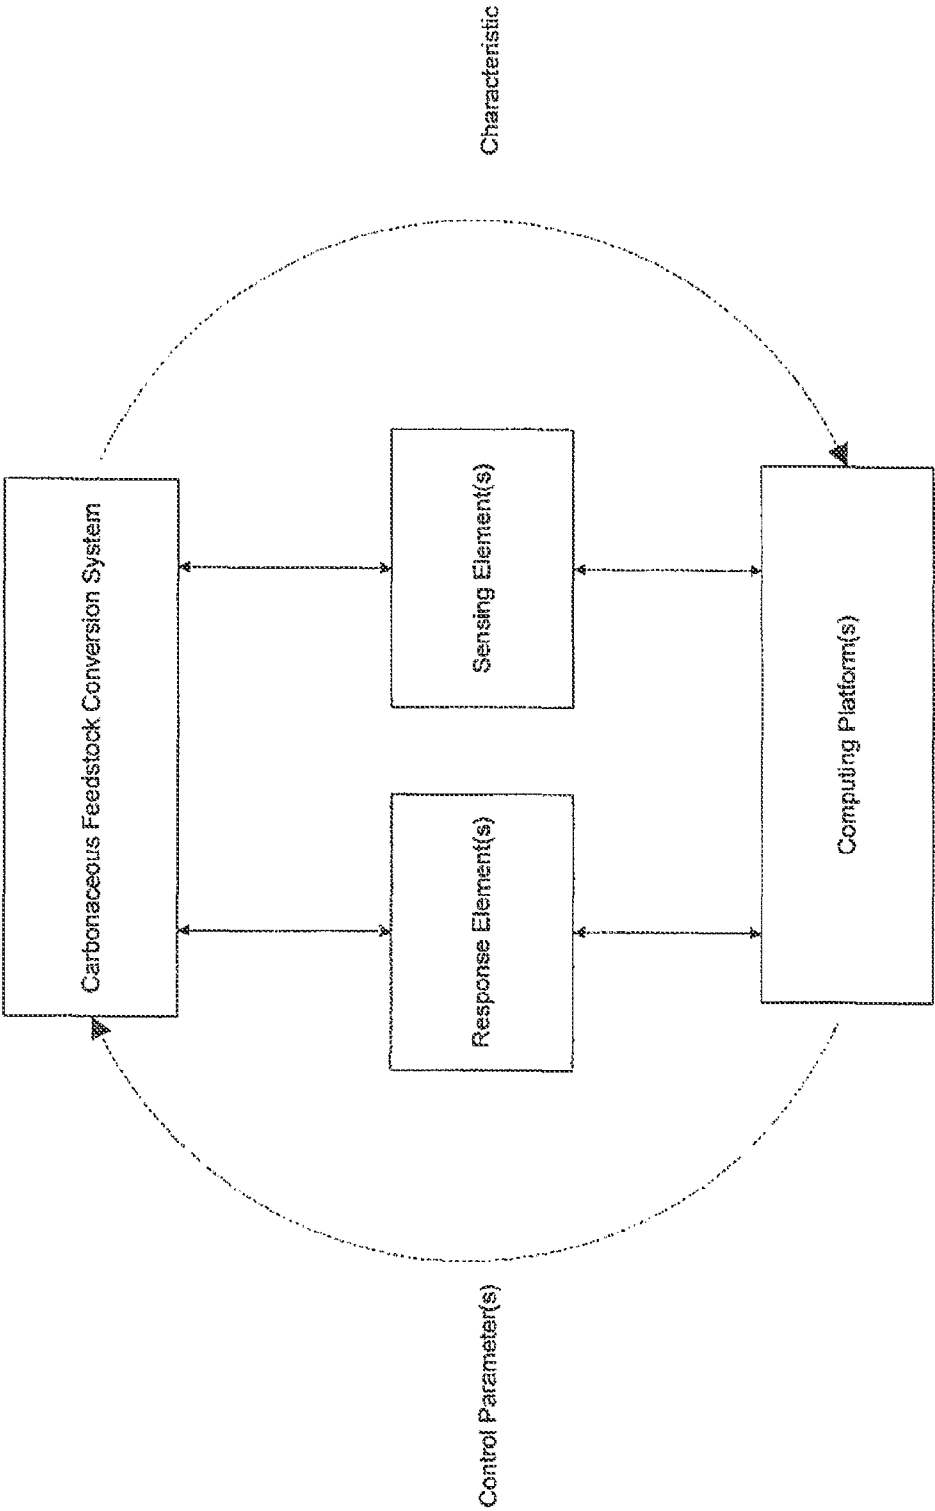 Carbonaceous Feedstock Conversion System
Control Parameter(s)
Response Element(s)
Sensing Element(s)
Characteristic
Computing Platform(s)